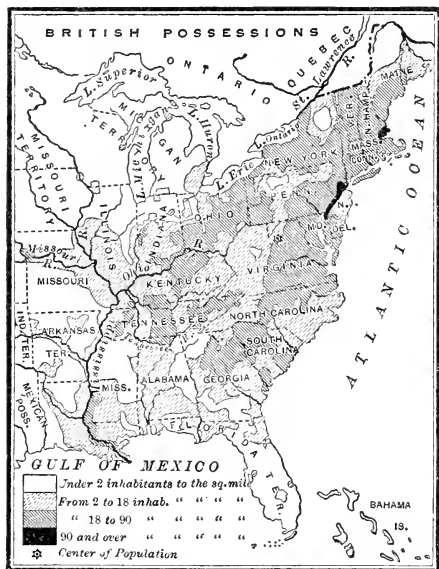 BRITISH POSSESSIONS
ONTARIO
QUEBEC
St. Lawrence R.
L. Superior
MICHIGAN
TERRITORY
L. Michigan
L. Huron
L. Ontario
L. Erie
MAINE
VER.
N. HAMP.
MASS.
CONN.
NEW YORK
PENN.
N.J.
MD.
DEL.
MISSOURI
TERRITORY
ILLINOIS
INDIANA
OHIO
Missouri R.
Ohio R.
MISSOURI
KENTUCKY
VIRGINIA
TENNESSEE
NORTH CAROLINA
SOUTH
CAROLINA
ARKANSAS
TER.
IND. TER.
MEXICAN
POSS.
MISS.
ALABAMA
GEORGIA
FLORIDA TER.
ATLANTIC OCEAN
GULF OF MEXICO
BAHAMA
IS.
Under 2 inhabitants to the sq. mile
From 2 to 18 inhab. " " " "
" 18 to 90 " " " "
90 and over " " " "
Center of Population